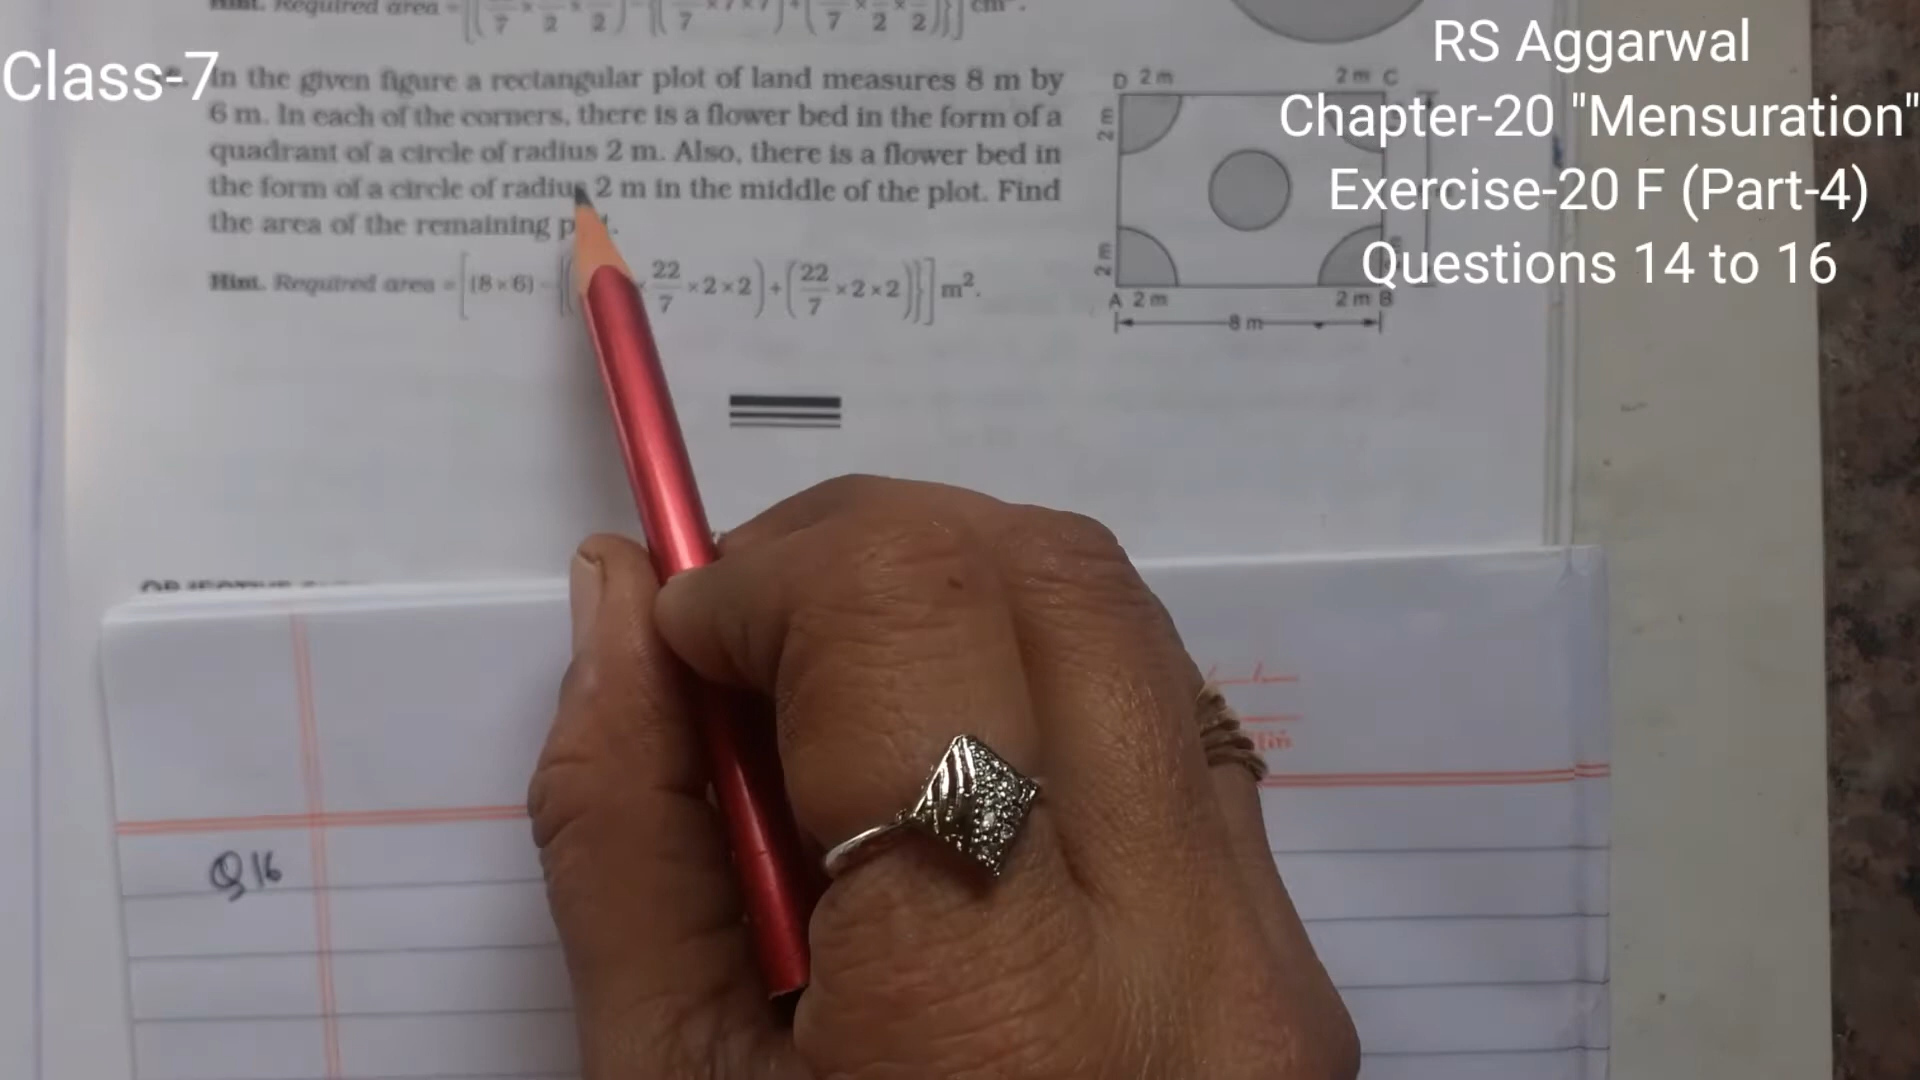 Class-7
RS Aggarwal
Chapter-20 "Mensuration"
Exercise-20 F (Part-4)
Questions 14 to 16
Hint. Required area =
In the given figure a rectangular plot of land measures 8 m by
6 m. In each of the corners, there is a flower bed in the form of a
quadrant of a circle of radius 2 m. Also, there is a flower bed in
the form of a circle of radius 2 m in the middle of the plot. Find
the area of the remaining
Hint. Required area = [(8×6) - 22/7 ×2×2)+(22/7 ×2×2)}] m².
D 2 m 2 m C
2 m
2 m
A 2 m 2 m B
8 m
Q16